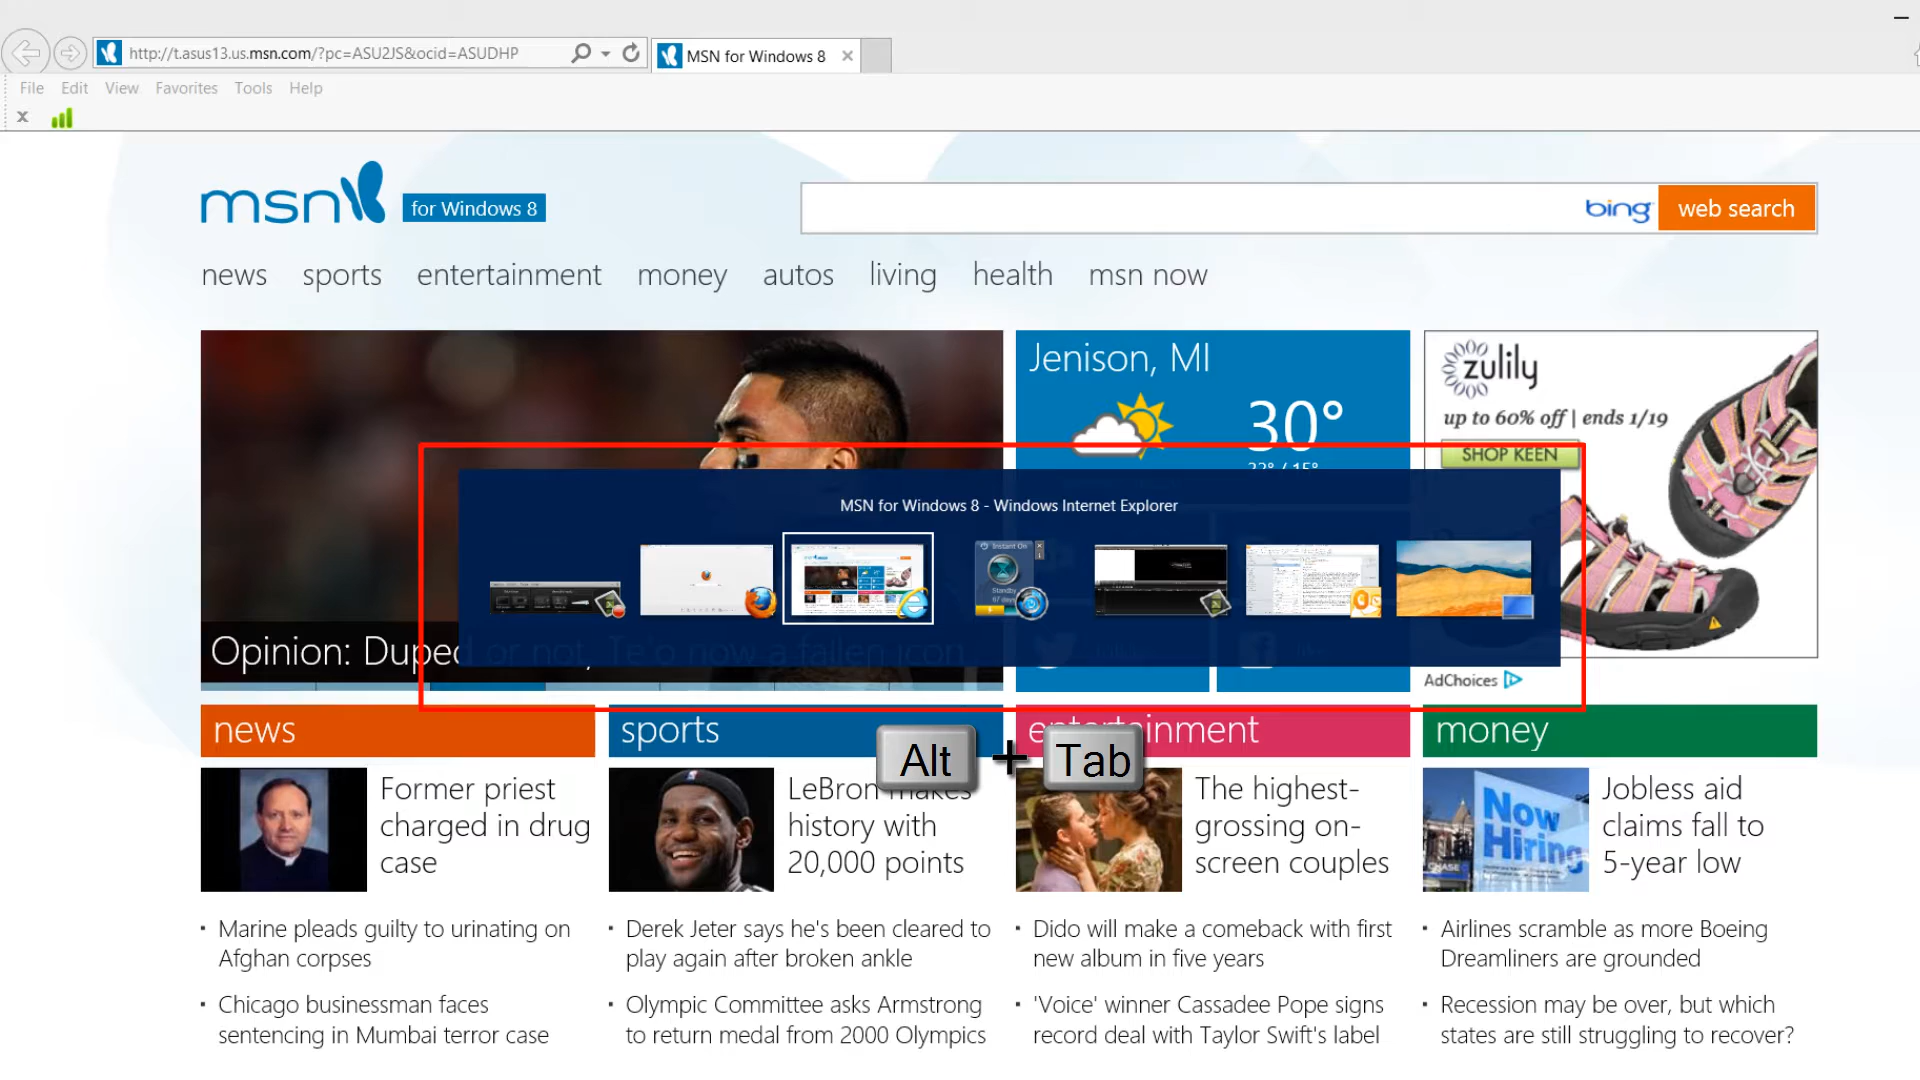 http://t.asus13.us.msn.com/?pc=ASU2JS&ocid=ASUDHP
MSN for Windows 8
File Edit View Favorites Tools Help
x
msn for Windows 8
bing web search
news sports entertainment money autos living health msn now
Jenison, MI
30°
zulily
up to 60% off | ends 1/19
SHOP KEEN
MSN for Windows 8 - Windows Internet Explorer
Instant On
Standby
67 days
Opinion: Duped or not, Te'o now a fallen icon
AdChoices
news
sports
entertainment
money
Alt + Tab
Former priest
charged in drug
case
LeBron makes
history with
20,000 points
The highest-
grossing on-
screen couples
Now
Hiring
CHASE
Jobless aid
claims fall to
5-year low
Marine pleads guilty to urinating on
Afghan corpses
Chicago businessman faces
sentencing in Mumbai terror case
Derek Jeter says he's been cleared to
play again after broken ankle
Olympic Committee asks Armstrong
to return medal from 2000 Olympics
Dido will make a comeback with first
new album in five years
'Voice' winner Cassadee Pope signs
record deal with Taylor Swift's label
Airlines scramble as more Boeing
Dreamliners are grounded
Recession may be over, but which
states are still struggling to recover?